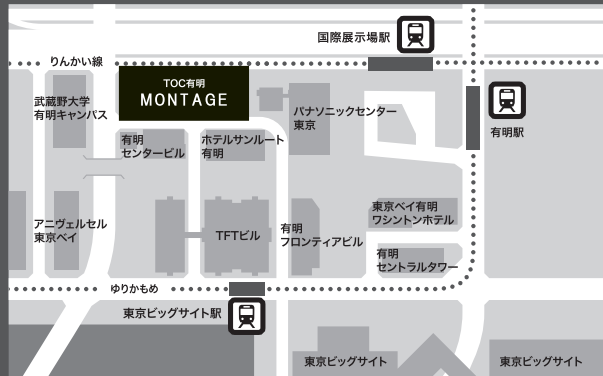 国際展示場駅
りんかい線
TOC有明
MONTAGE
武蔵野大学
有明キャンパス
パナソニックセンター
東京
有明駅
有明
センタービル
ホテルサンルート
有明
アニヴェルセル
東京ベイ
TFTビル
有明
フロンティアビル
東京ベイ有明
ワシントンホテル
有明
セントラルタワー
ゆりかもめ
東京ビッグサイト駅
東京ビッグサイト
東京ビッグサイト